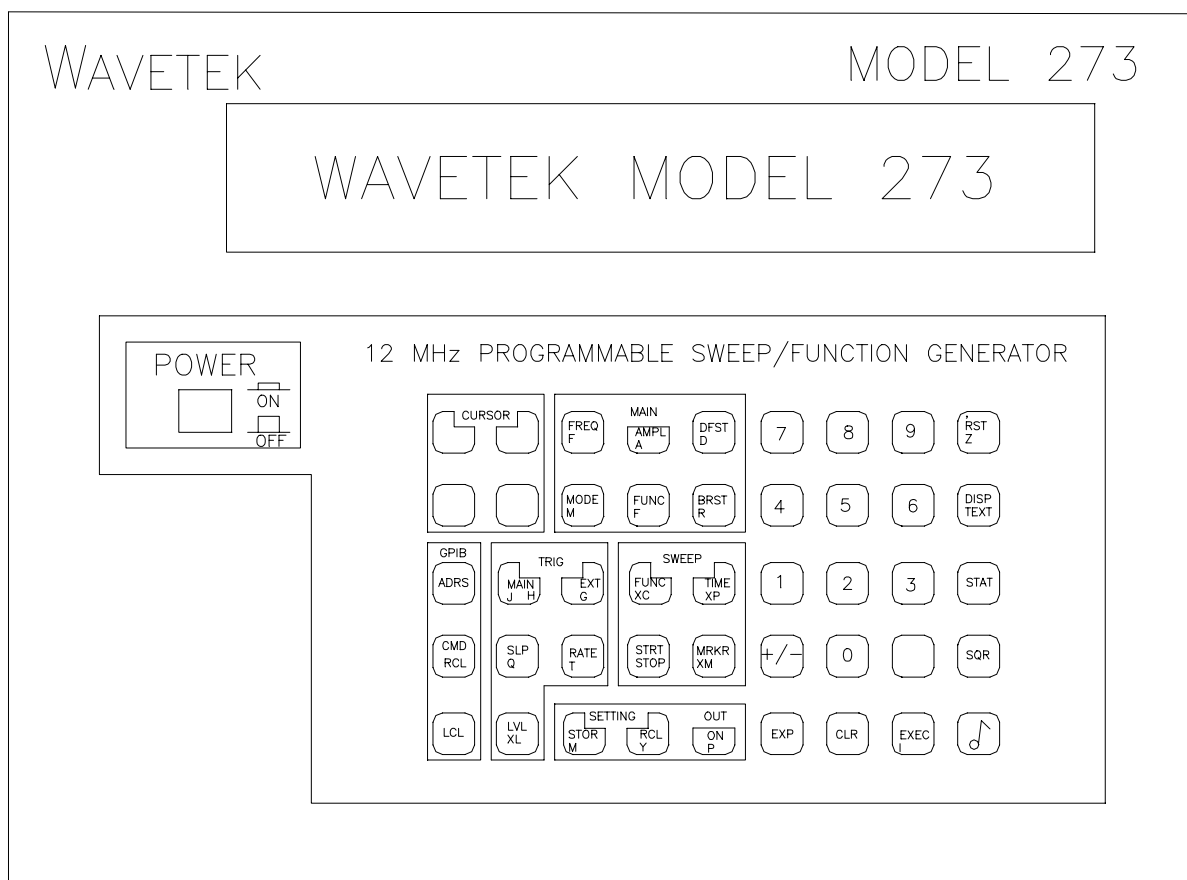 WAVETEK
MODEL 273
WAVETEK MODEL 273
POWER
ON
OFF
12 MHz PROGRAMMABLE SWEEP/FUNCTION GENERATOR
CURSOR
MAIN
FREQ
F
AMPL
A
DFST
D
7
8
9
,
RST
Z
MODE
M
FUNC
F
BRST
R
4
5
6
DISP
TEXT
GPIB
TRIG
SWEEP
ADRS
MAIN
J H
EXT
G
FUNC
XC
TIME
XP
1
2
3
STAT
CMD
RCL
SLP
Q
RATE
T
STRT
STOP
MRKR
XM
+/-
0
SQR
SETTING
OUT
LCL
LVL
XL
STOR
M
RCL
Y
ON
P
EXP
CLR
EXEC
I